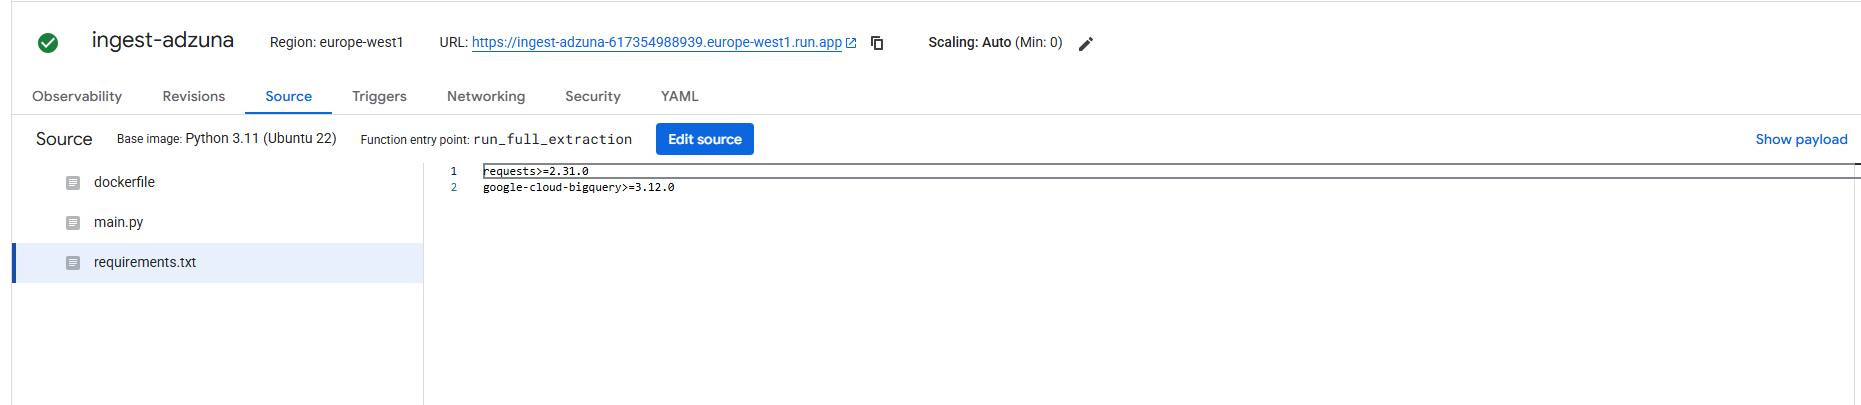 ingest-adzuna Region: europe-west1 URL: https://ingest-adzuna-617354988939.europe-west1.run.app Scaling: Auto (Min: 0)
Observability Revisions Source Triggers Networking Security YAML
Source Base image: Python 3.11 (Ubuntu 22) Function entry point: run_full_extraction Edit source Show payload
dockerfile
main.py
requirements.txt
1 requests>=2.31.0
2 google-cloud-bigquery>=3.12.0